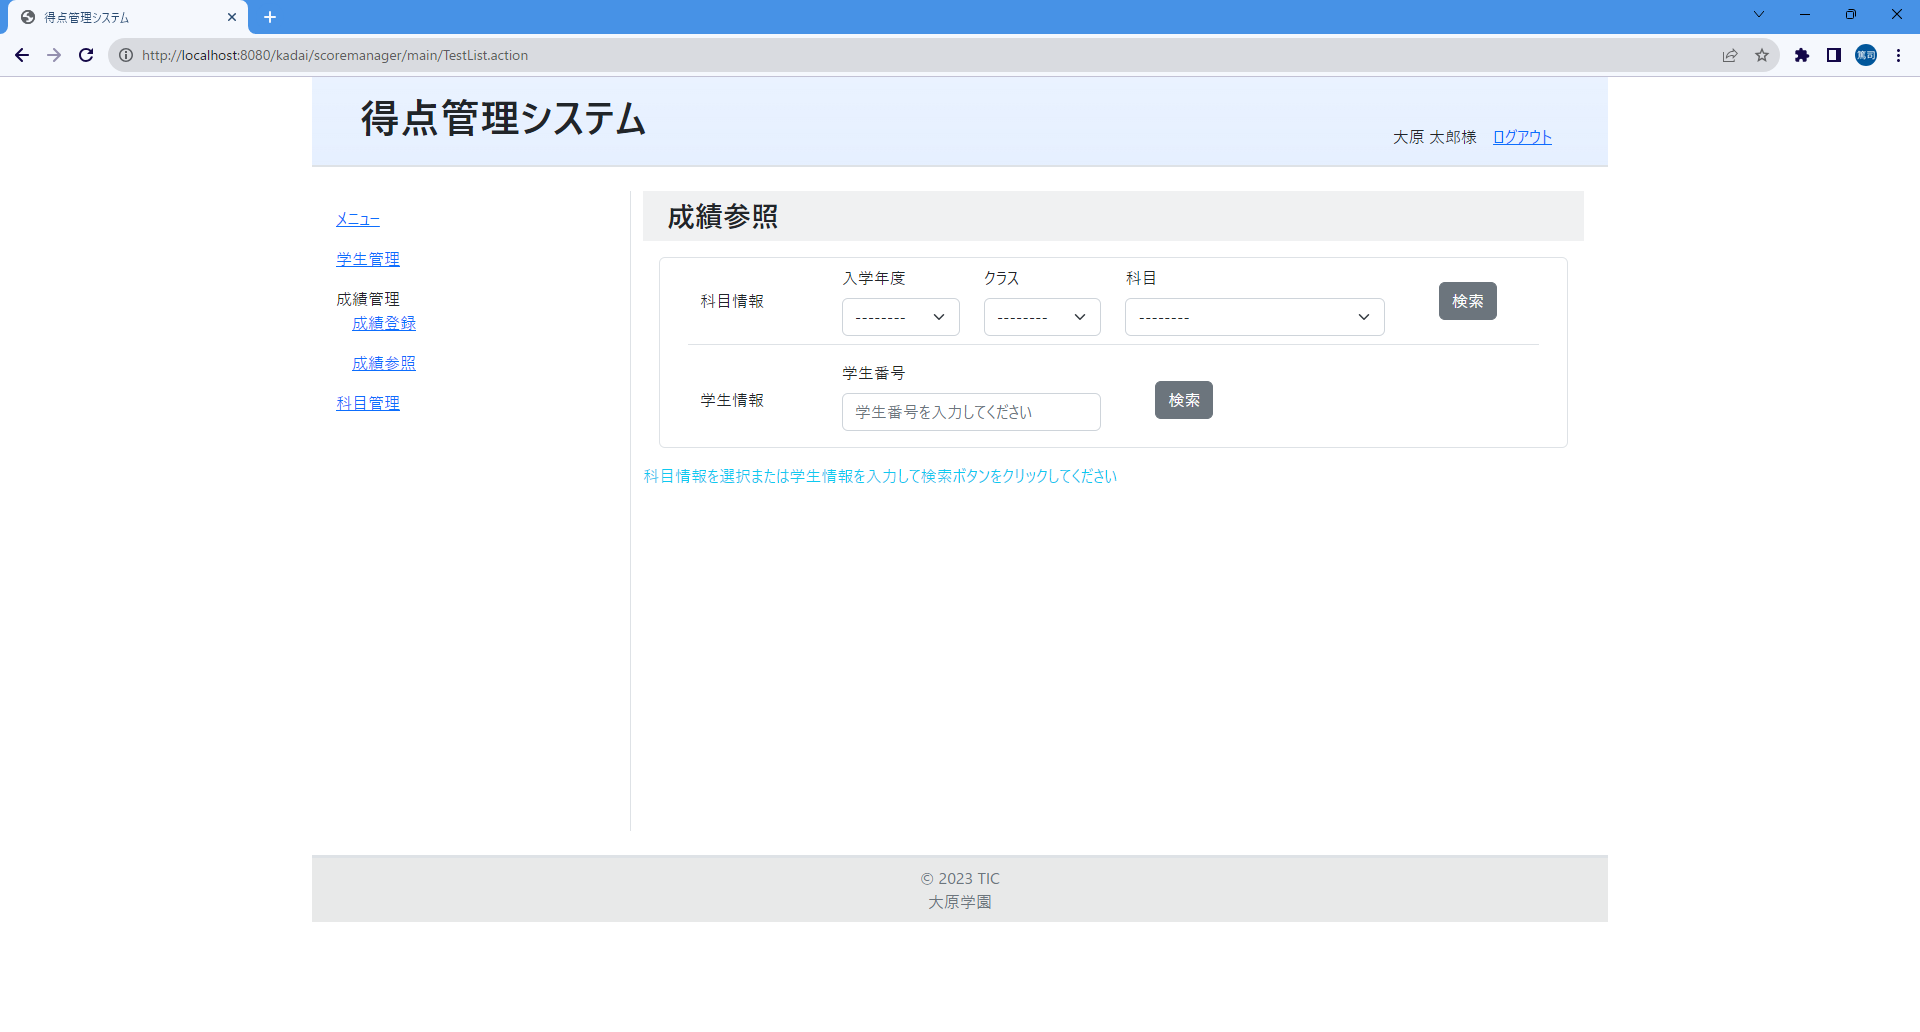 得点管理システム
http://localhost:8080/kadai/scoremanager/main/TestList.action
篤司
得点管理システム
大原 太郎様 ログアウト
メニュー
学生管理
成績管理
成績登録
成績参照
科目管理
成績参照
入学年度 クラス 科目
科目情報 -------- -------- -------- 検索
学生番号
学生情報 学生番号を入力してください 検索
科目情報を選択または学生情報を入力して検索ボタンをクリックしてください
© 2023 TIC
大原学園